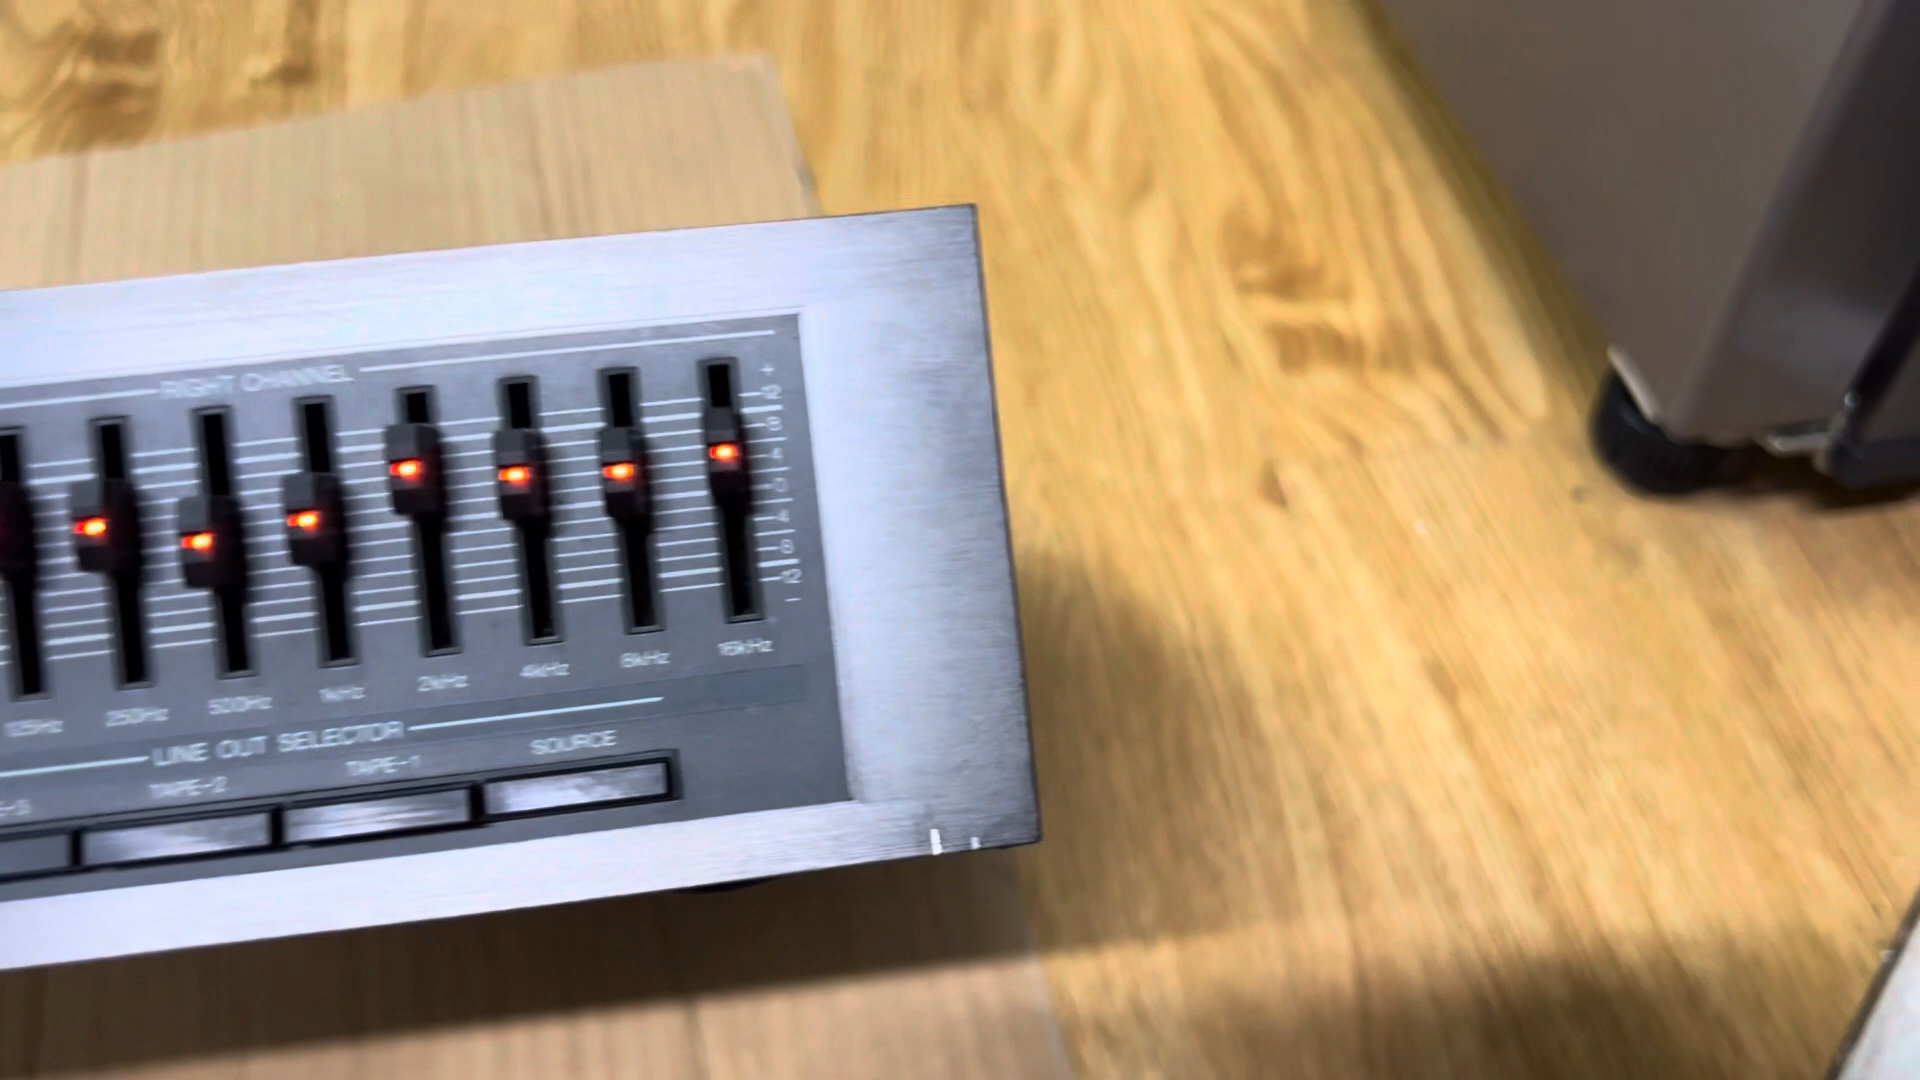 RIGHT CHANNEL
+
12
8
4
0
4
8
12
−
125Hz 250Hz 500Hz 1kHz 2kHz 4kHz 8kHz 16kHz
LINE OUT SELECTOR
TAPE-2 TAPE-1 SOURCE